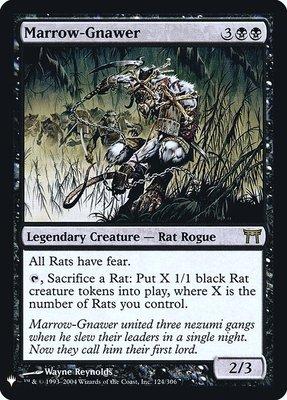 Marrow-Gnawer 3
Legendary Creature — Rat Rogue
All Rats have fear.
, Sacrifice a Rat: Put X 1/1 black Rat
creature tokens into play, where X is the
number of Rats you control.
Marrow-Gnawer united three nezumi gangs
when he slew their leaders in a single night.
Now they call him their first lord.
Wayne Reynolds
™ & © 1993–2004 Wizards of the Coast, Inc. 124/306
2/3